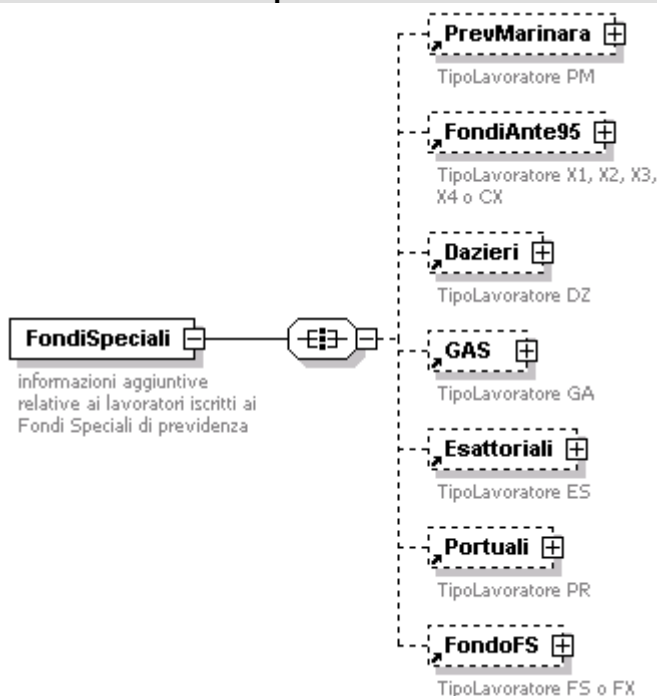 PrevMarinara
TipoLavoratore PM
FondiAnte95
TipoLavoratore X1, X2, X3,
X4 o CX
Dazieri
TipoLavoratore DZ
FondiSpeciali
informazioni aggiuntive
relative ai lavoratori iscritti ai
Fondi Speciali di previdenza
GAS
TipoLavoratore GA
Esattoriali
TipoLavoratore ES
Portuali
TipoLavoratore PR
FondoFS
TipoLavoratore FS o FX